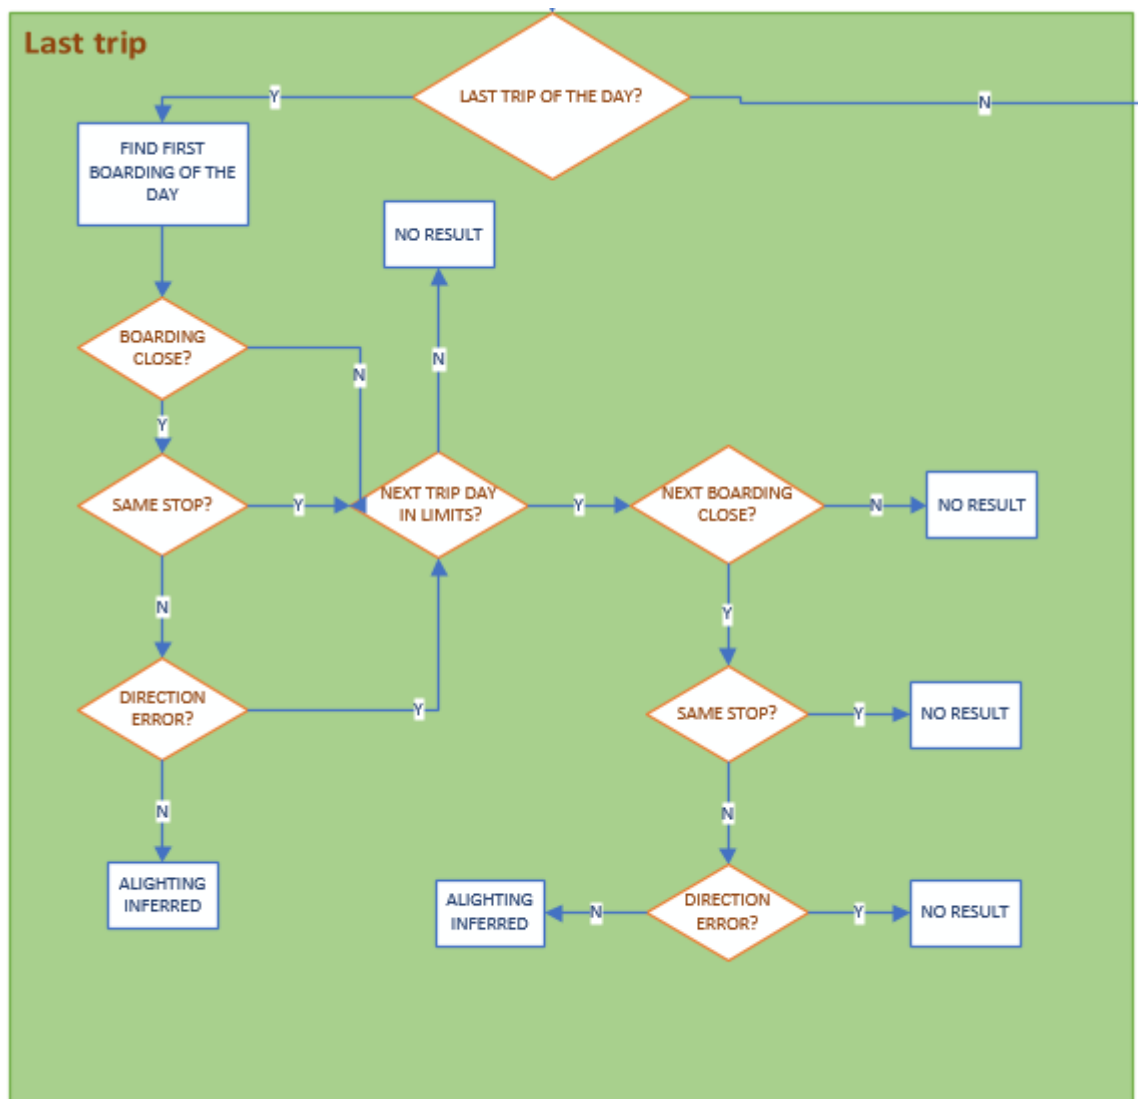 Last trip
LAST TRIP OF THE DAY?
Y
N
FIND FIRST
BOARDING OF THE
DAY
NO RESULT
BOARDING
CLOSE?
N
N
Y
SAME STOP?
Y
NEXT TRIP DAY
IN LIMITS?
Y
NEXT BOARDING
CLOSE?
N
NO RESULT
N
Y
DIRECTION
ERROR?
Y
SAME STOP?
Y
NO RESULT
N
N
ALIGHTING
INFERRED
ALIGHTING
INFERRED
N
DIRECTION
ERROR?
Y
NO RESULT